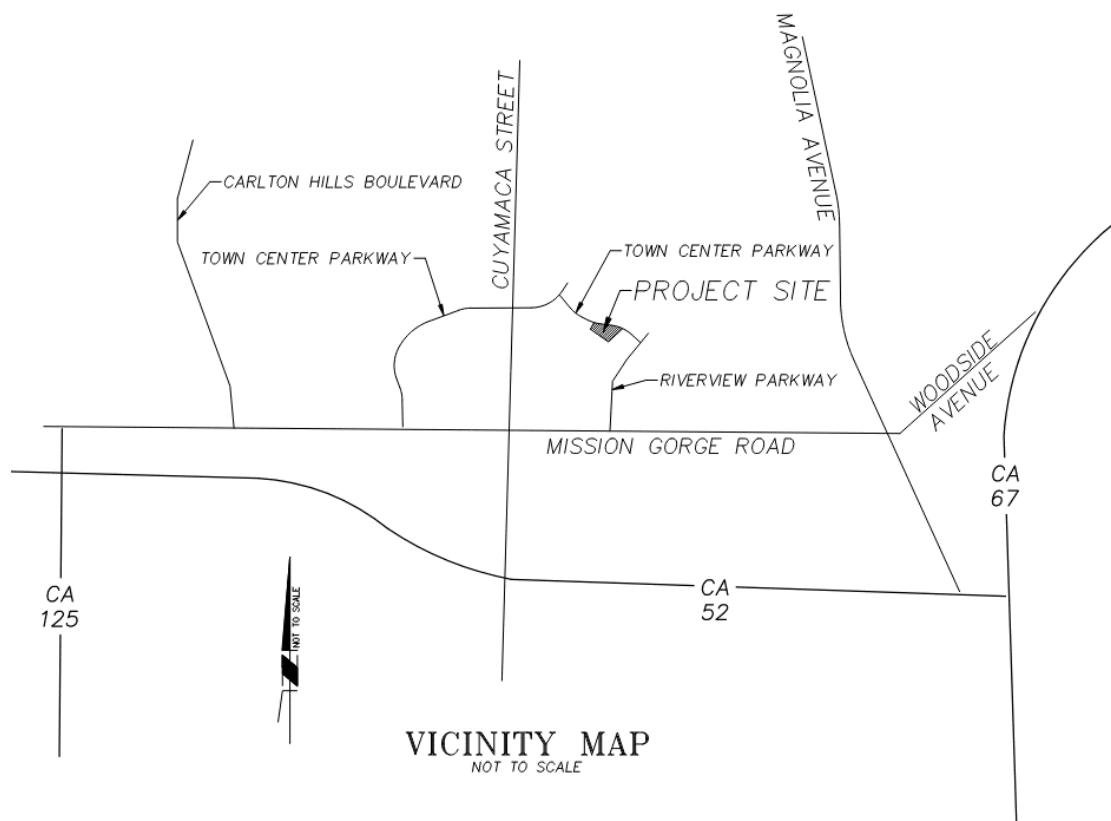 MAGNOLIA AVENUE
CUYAMACA STREET
CARLTON HILLS BOULEVARD
TOWN CENTER PARKWAY
TOWN CENTER PARKWAY
PROJECT SITE
RIVERVIEW PARKWAY
WOODSIDE
AVENUE
MISSION GORGE ROAD
CA
67
CA
125
CA
52
NOT TO SCALE
VICINITY MAP
NOT TO SCALE